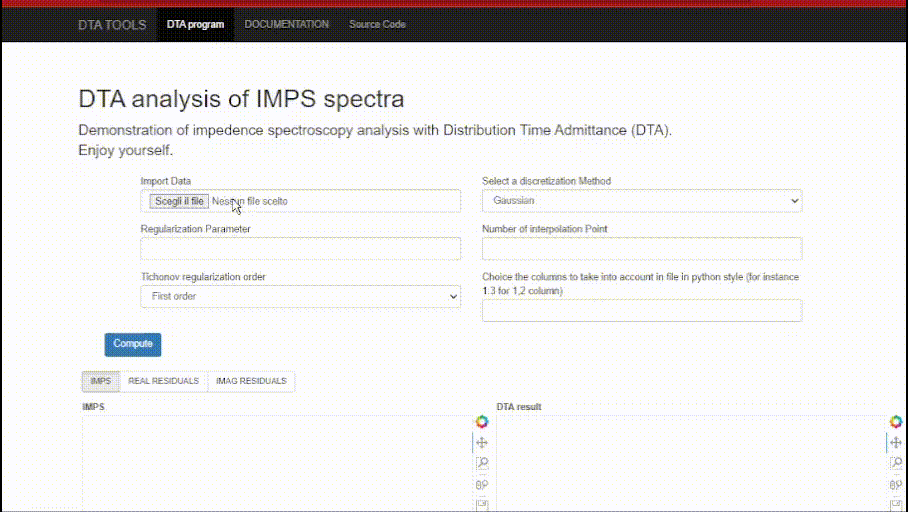 DTA TOOLS DTA program DOCUMENTATION Source Code
DTA analysis of IMPS spectra
Demonstration of impedence spectroscopy analysis with Distribution Time Admittance (DTA).
Enjoy yourself.
Import Data
Scegli il file Nessun file scelto
Select a discretization Method
Gaussian
Regularization Parameter
Number of interpolation Point
Tichonov regularization order
First order
Choice the columns to take into account in file in python style (for instance
1:3 for 1,2 column)
Compute
IMPS REAL RESIDUALS IMAG RESIDUALS
IMPS
DTA result